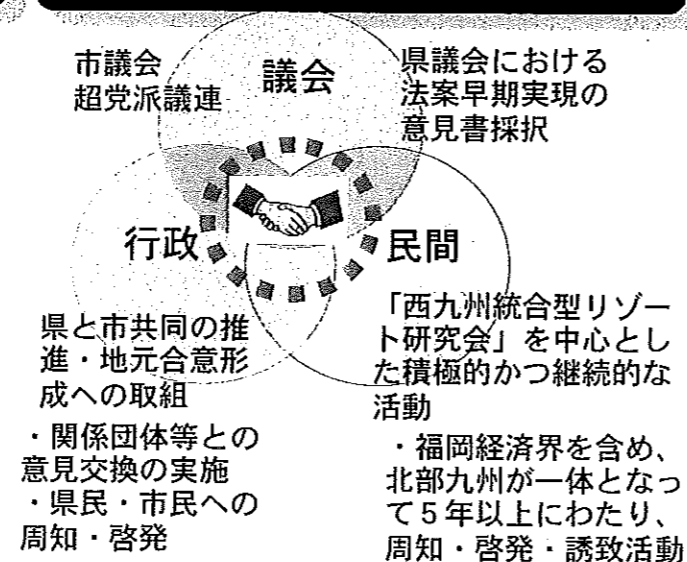 市議会
超党派議連
議会
県議会における
法案早期実現の
意見書採択
行政
民間
県と市共同の推
進・地元合意形
成への取組
・関係団体等との
意見交換の実施
・県民・市民への
周知・啓発
「西九州統合型リゾー
ト研究会」を中心とし
た積極的かつ継続的な
活動
・福岡経済界を含め、
北部九州が一体となっ
て5年以上にわたり、
周知・啓発・誘致活動